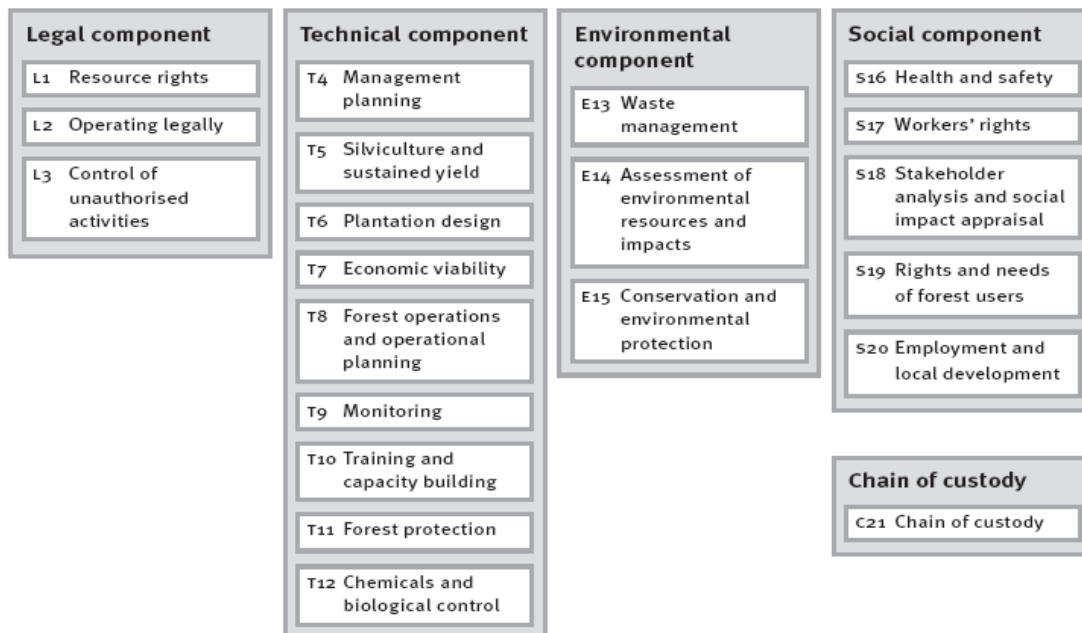 Legal component
L1 Resource rights
L2 Operating legally
L3 Control of
unauthorised
activities
Technical component
T4 Management
planning
T5 Silviculture and
sustained yield
T6 Plantation design
T7 Economic viability
T8 Forest operations
and operational
planning
T9 Monitoring
T10 Training and
capacity building
T11 Forest protection
T12 Chemicals and
biological control
Environmental
component
E13 Waste
management
E14 Assessment of
environmental
resources and
impacts
E15 Conservation and
environmental
protection
Social component
S16 Health and safety
S17 Workers' rights
S18 Stakeholder
analysis and social
impact appraisal
S19 Rights and needs
of forest users
S20 Employment and
local development
Chain of custody
C21 Chain of custody